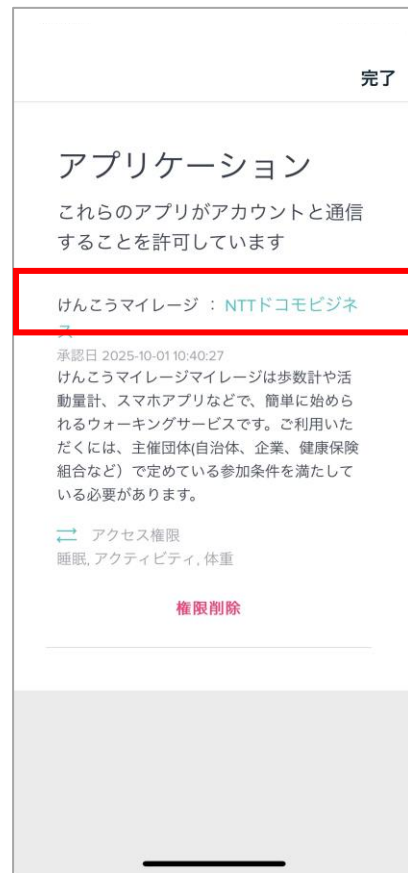 完了
アプリケーション
これらのアプリがアカウントと通信
することを許可しています
けんこうマイレージ ： NTTドコモビジネ
ス
承認日 2025-10-01 10:40:27
けんこうマイレージマイレージは歩数計や活
動量計、スマホアプリなどで、簡単に始めら
れるウォーキングサービスです。ご利用いた
だくには、主催団体(自治体、企業、健康保険
組合など）で定めている参加条件を満たして
いる必要があります。
アクセス権限
睡眠, アクティビティ, 体重
権限削除